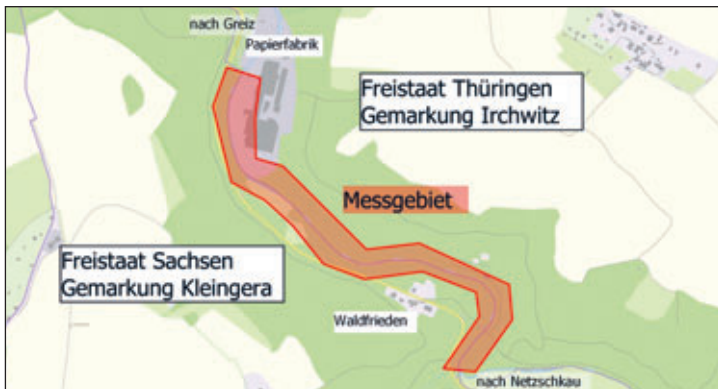 nach Greiz
Papierfabrik
Freistaat Thüringen
Gemarkung Irchwitz
Messgebiet
Freistaat Sachsen
Gemarkung Kleingera
Waldfrieden
nach Netzschkau